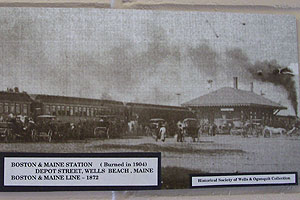 BOSTON & MAINE STATION ( Burned in 1904)
DEPOT STREET, WELLS BEACH , MAINE
BOSTON & MAINE LINE - 1872
Historical Society of Wells & Ogunquit Collection